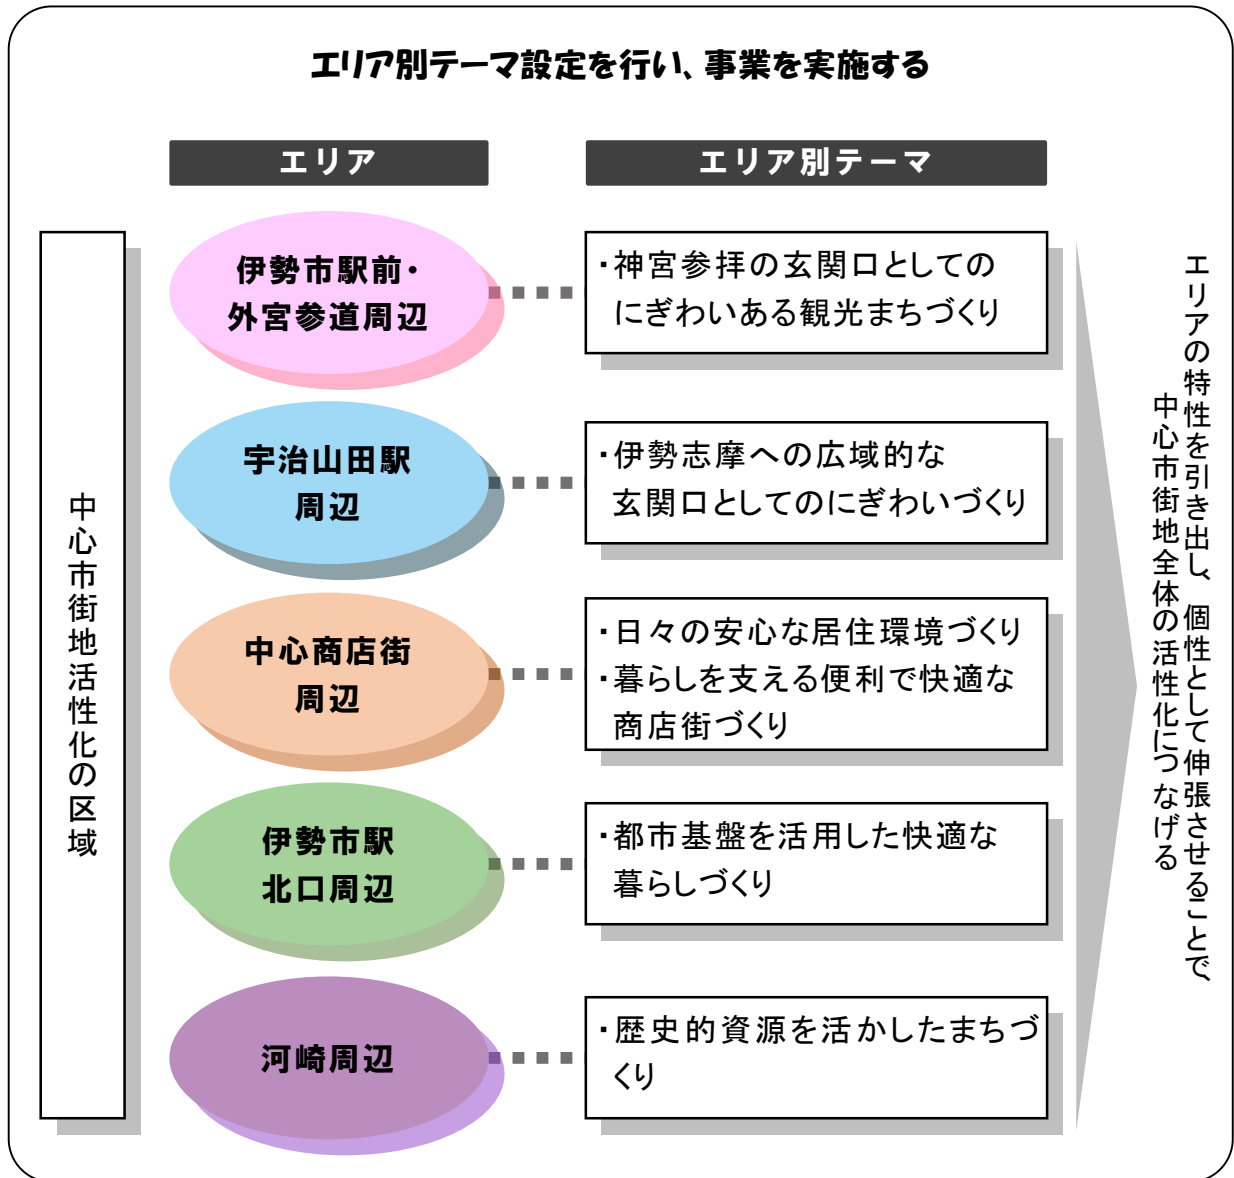 エリア別テーマ設定を行い、事業を実施する
エリア
エリア別テーマ
中心市街地活性化の区域
伊勢市駅前・
外宮参道周辺
・神宮参拝の玄関口としての
にぎわいある観光まちづくり
宇治山田駅
周辺
・伊勢志摩への広域的な
玄関口としてのにぎわいづくり
中心商店街
周辺
・日々の安心な居住環境づくり
・暮らしを支える便利で快適な
商店街づくり
伊勢市駅
北口周辺
・都市基盤を活用した快適な
暮らしづくり
河崎周辺
・歴史的資源を活かしたまちづ
くり
エリアの特性を引き出し、個性として伸張させることで、
中心市街地全体の活性化につなげる